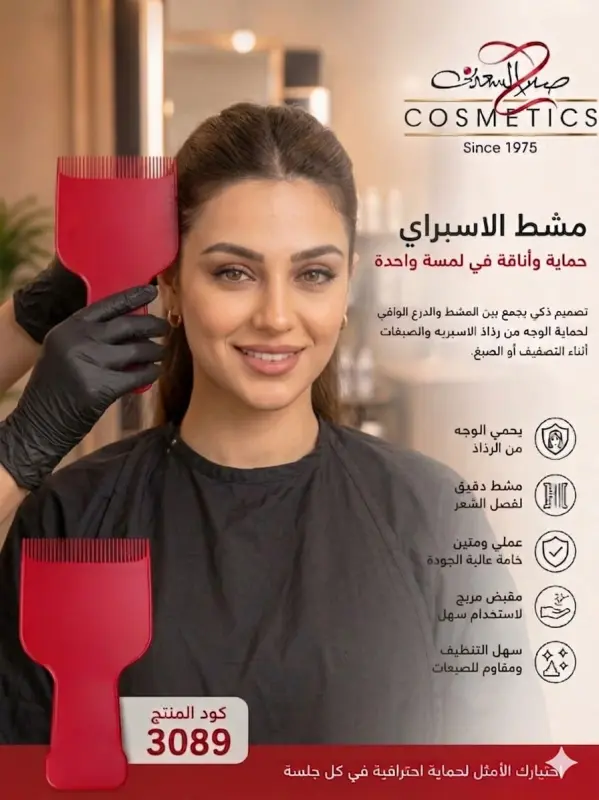 صلاح السعدني
COSMETICS
Since 1975
مشط الاسبراي
حماية وأناقة في لمسة واحدة
تصميم ذكي يجمع بين المشط والدرع الواقي
لحماية الوجه من رذاذ الاسبريه والصبغات
أثناء التصفيف أو الصبغ.
يحمي الوجه
من الرذاذ
مشط دقيق
لفصل الشعر
عملي ومتين
خامة عالية الجودة
مقبض مريح
لاستخدام سهل
سهل التنظيف
ومقاوم للصبعات
كود المنتج
3089
اختيارك الأمثل لحماية احترافية في كل جلسة